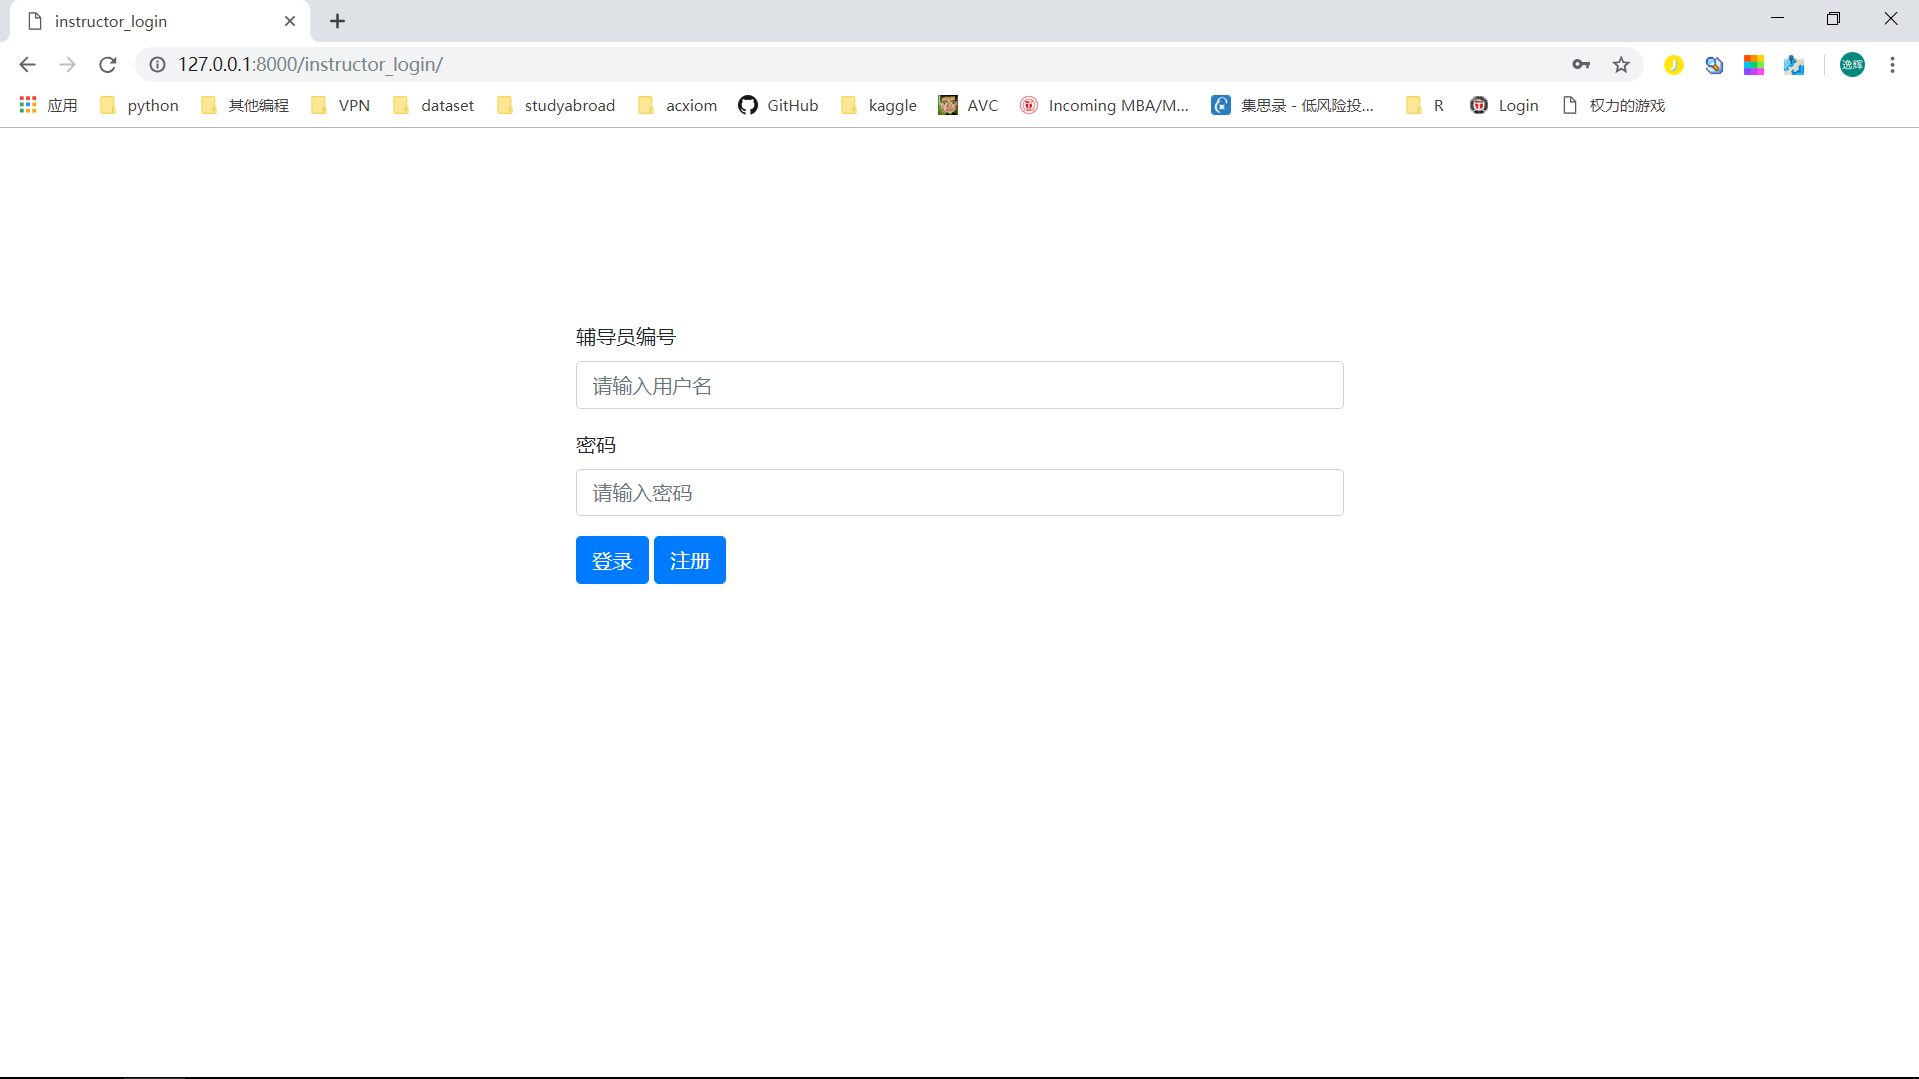 instructor_login
127.0.0.1:8000/instructor_login/
逸辉
应用 python 其他编程 VPN dataset studyabroad acxiom GitHub kaggle AVC Incoming MBA/M... 集思录 - 低风险投... R Login 权力的游戏
辅导员编号
请输入用户名
密码
请输入密码
登录 注册